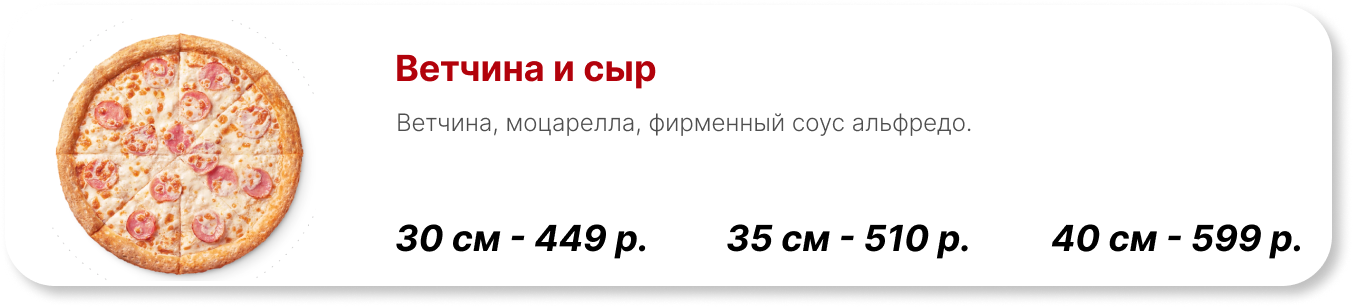 Ветчина и сыр
Ветчина, моцарелла, фирменный соус альфредо.
30 см - 449 р. 35 см - 510 р. 40 см - 599 р.